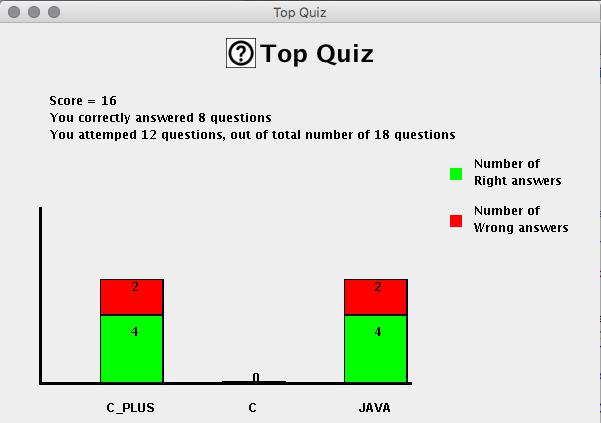 Top Quiz
Top Quiz
Score = 16
You correctly answered 8 questions
You attemped 12 questions, out of total number of 18 questions
Number of
Right answers
Number of
Wrong answers
2
2
4
4
0
C_PLUS C JAVA